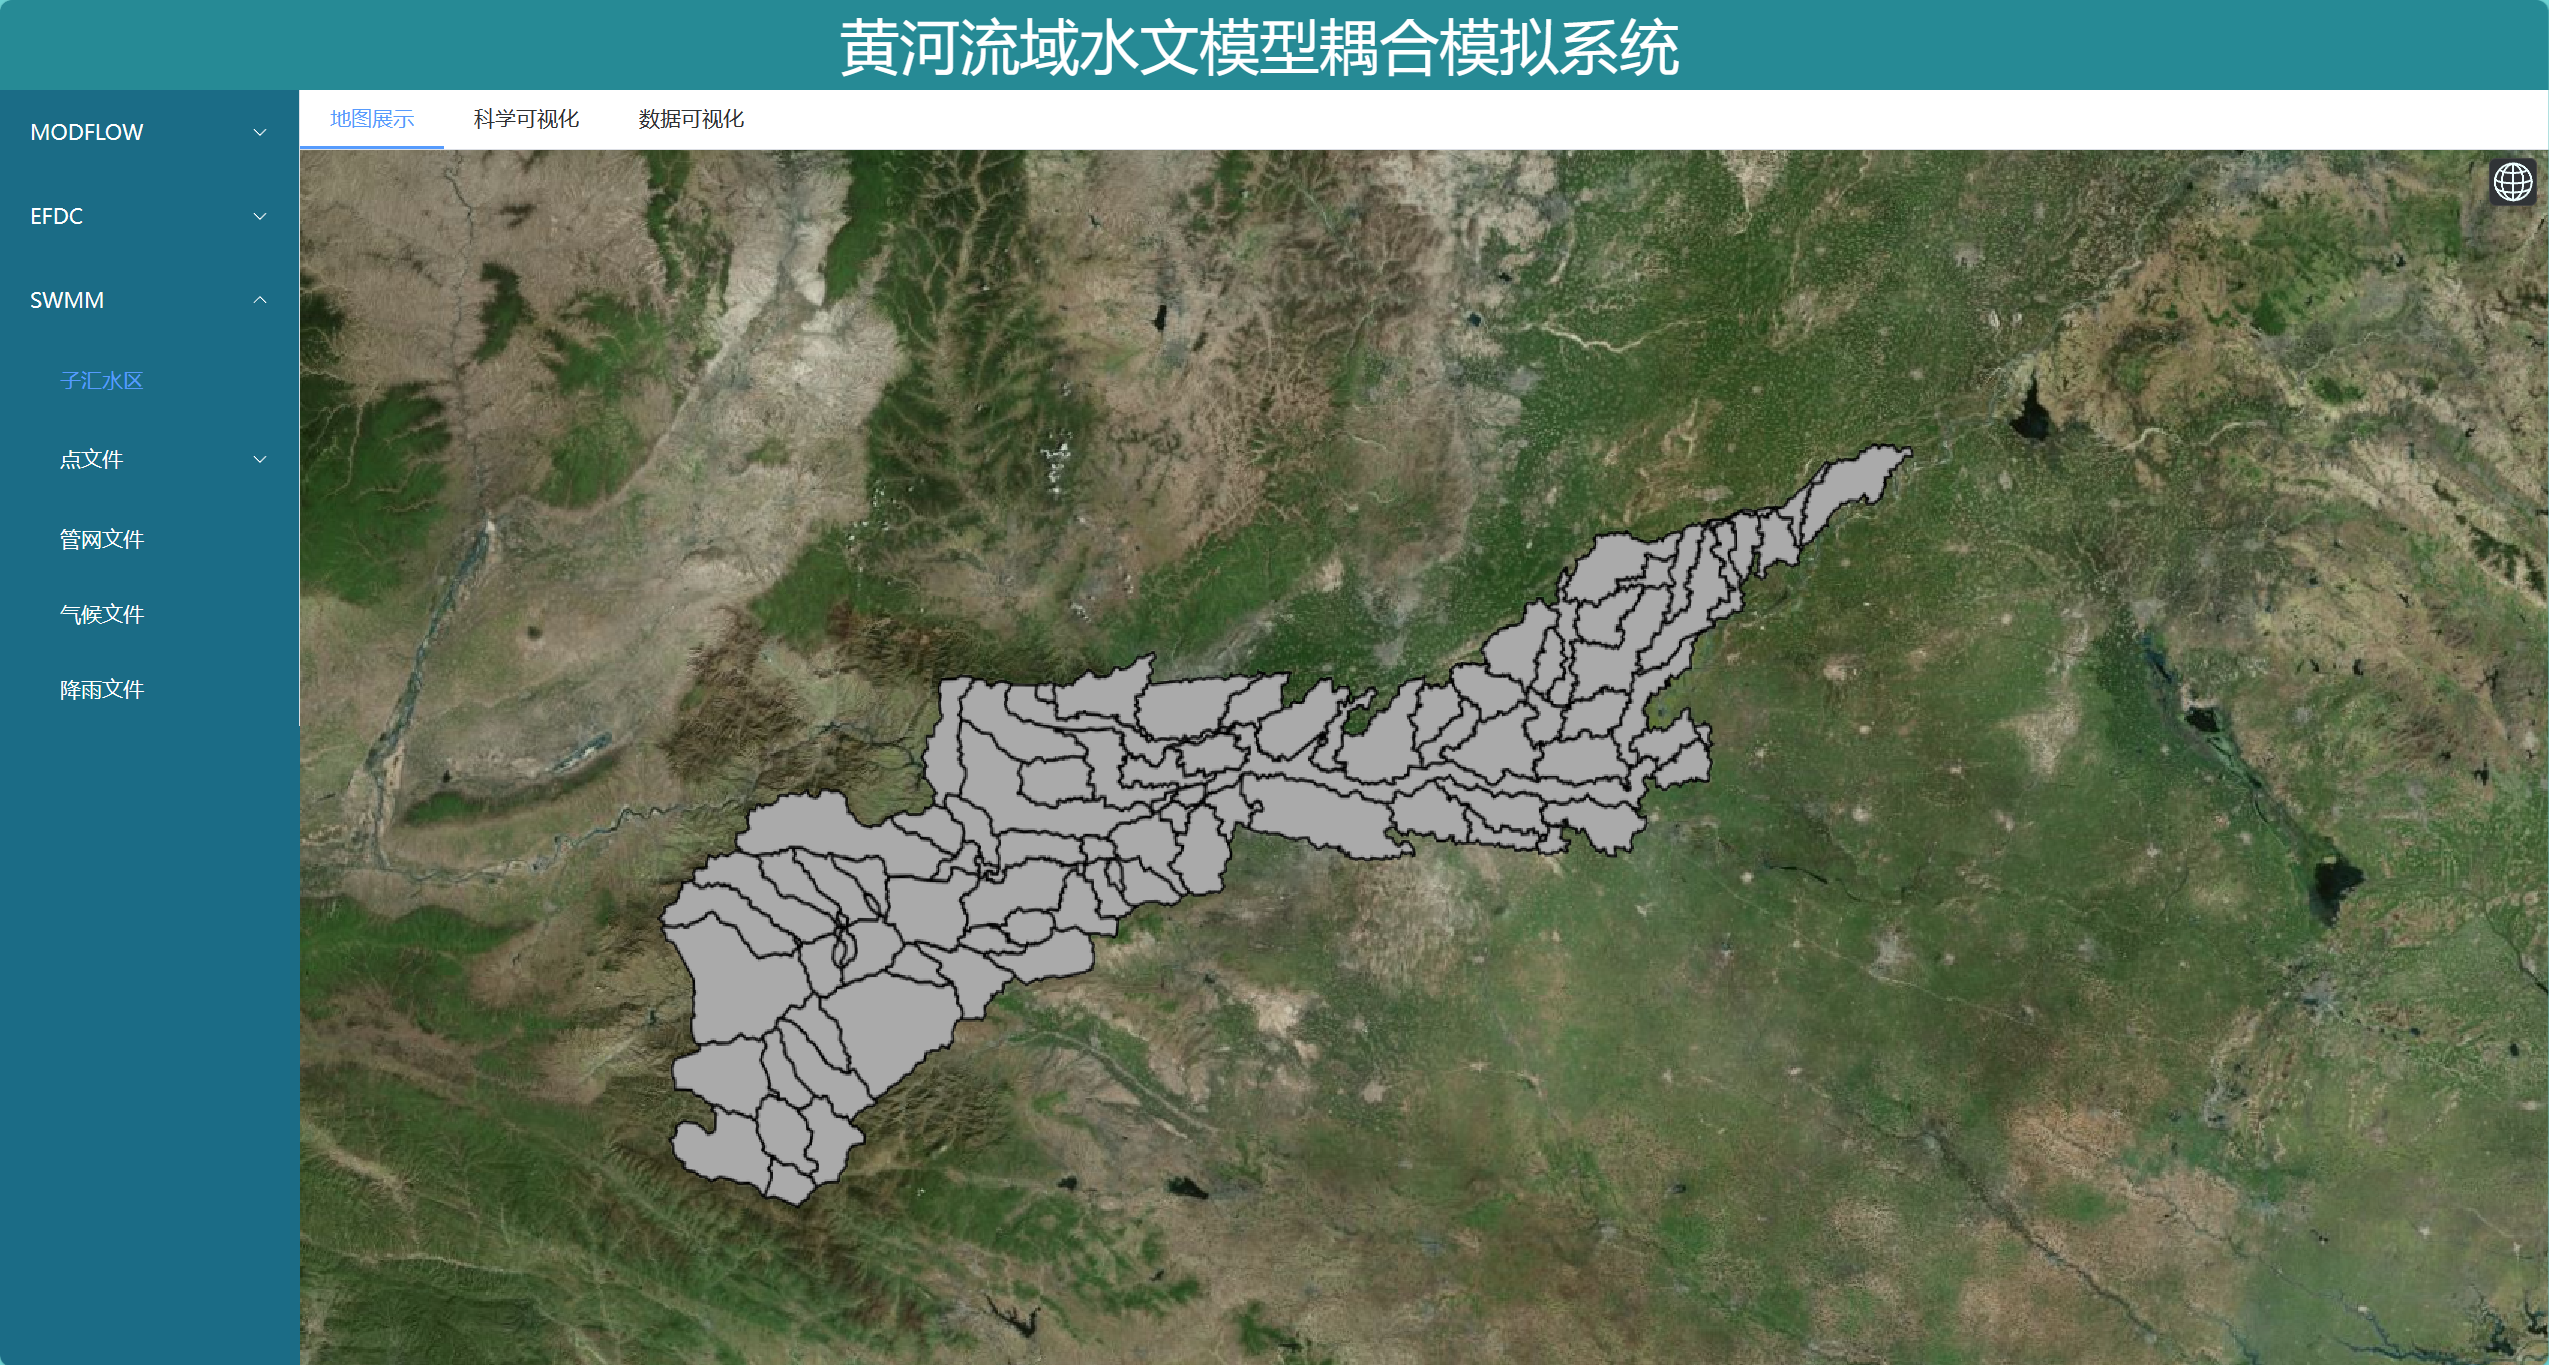 黄河流域水文模型耦合模拟系统
地图展示 科学可视化 数据可视化
MODFLOW
EFDC
SWMM
子汇水区
点文件
管网文件
气候文件
降雨文件